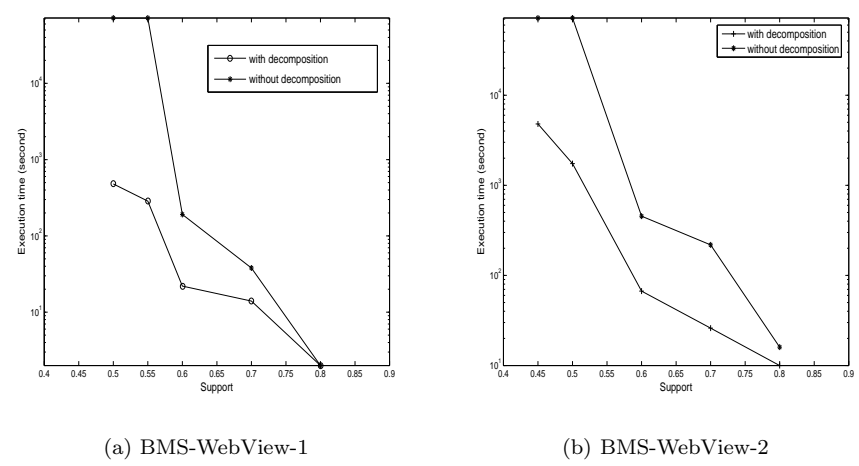 with decomposition
without decomposition
10^4
10^3
10^2
10^1
Execution time (second)
0.4 0.45 0.5 0.55 0.6 0.65 0.7 0.75 0.8 0.85 0.9
Support
(a) BMS-WebView-1
with decomposition
without decomposition
10^4
10^3
10^2
10^1
Execution time (second)
0.4 0.45 0.5 0.55 0.6 0.65 0.7 0.75 0.8 0.85 0.9
Support
(b) BMS-WebView-2